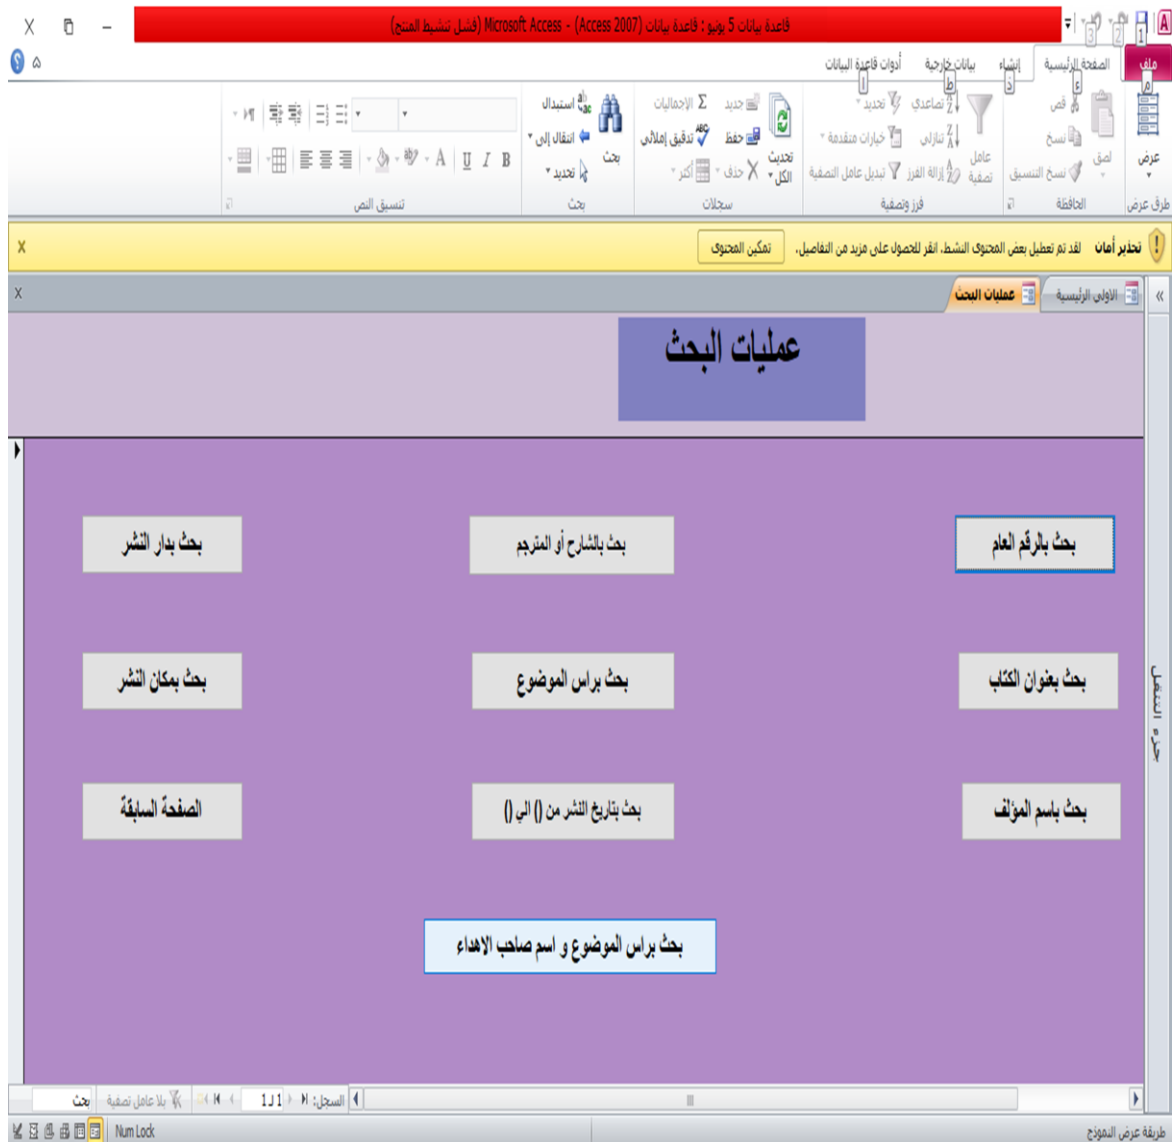 قاعدة بيانات 5 يونيو : قاعدة بيانات (Access 2007) - Microsoft Access (فشل تنشيط المنتج)
1 2 3
ملف الصفحة الرئيسية إنشاء بيانات خارجية أدوات قاعدة البيانات
عرض
طرق عرض
لصق
قص
نسخ
نسخ التنسيق
الحافظة
عامل تصفية
تصاعدي
تنازلي
إزالة الفرز
تحديد
خيارات متقدمة
تبديل عامل التصفية
فرز وتصفية
تحديث الكل
جديد
حفظ
حذف
الإجماليات
تدقيق إملائي
أكثر
سجلات
بحث
استبدال
انتقال إلى
تحديد
بحث
B I U A
تنسيق النص
تحذير أمان لقد تم تعطيل بعض المحتوى النشط. انقر للحصول على مزيد من التفاصيل. تمكين المحتوى
الاولى الرئيسية عمليات البحث
عمليات البحث
بحث بالرقم العام بحث بالشارح أو المترجم بحث بدار النشر
بحث بعنوان الكتاب بحث براس الموضوع بحث بمكان النشر
بحث باسم المؤلف بحث بتاريخ النشر من () الي () الصفحة السابقة
بحث براس الموضوع و اسم صاحب الاهداء
جزء التنقل
السجل: 1 لـ 1 بلا عامل تصفية بحث
طريقة عرض النموذج Num Lock